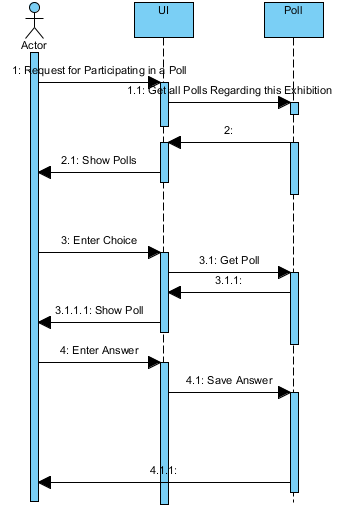 UI
Poll
Actor
1: Request for Participating in a Poll
1.1: Get all Polls Regarding this Exhibition
2:
2.1: Show Polls
3: Enter Choice
3.1: Get Poll
3.1.1:
3.1.1.1: Show Poll
4: Enter Answer
4.1: Save Answer
4.1.1: